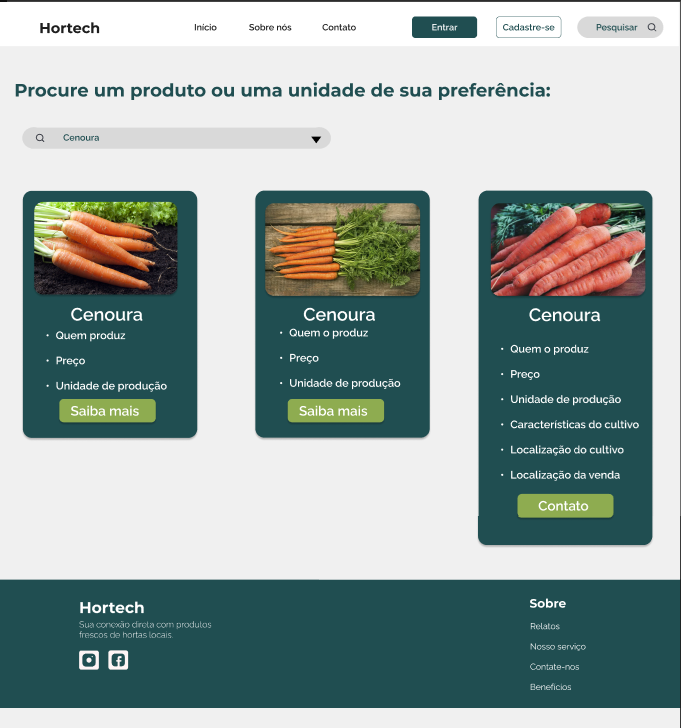 Hortech
Início
Sobre nós
Contato
Entrar
Cadastre-se
Pesquisar
Procure um produto ou uma unidade de sua preferência:
Cenoura
Cenoura
• Quem produz
• Preço
• Unidade de produção
Saiba mais
Cenoura
• Quem o produz
• Preço
• Unidade de produção
Saiba mais
Cenoura
• Quem o produz
• Preço
• Unidade de produção
• Características do cultivo
• Localização do cultivo
• Localização da venda
Contato
Hortech
Sua conexão direta com produtos
frescos de hortas locais.
Sobre
Relatos
Nosso serviço
Contate-nos
Benefícios